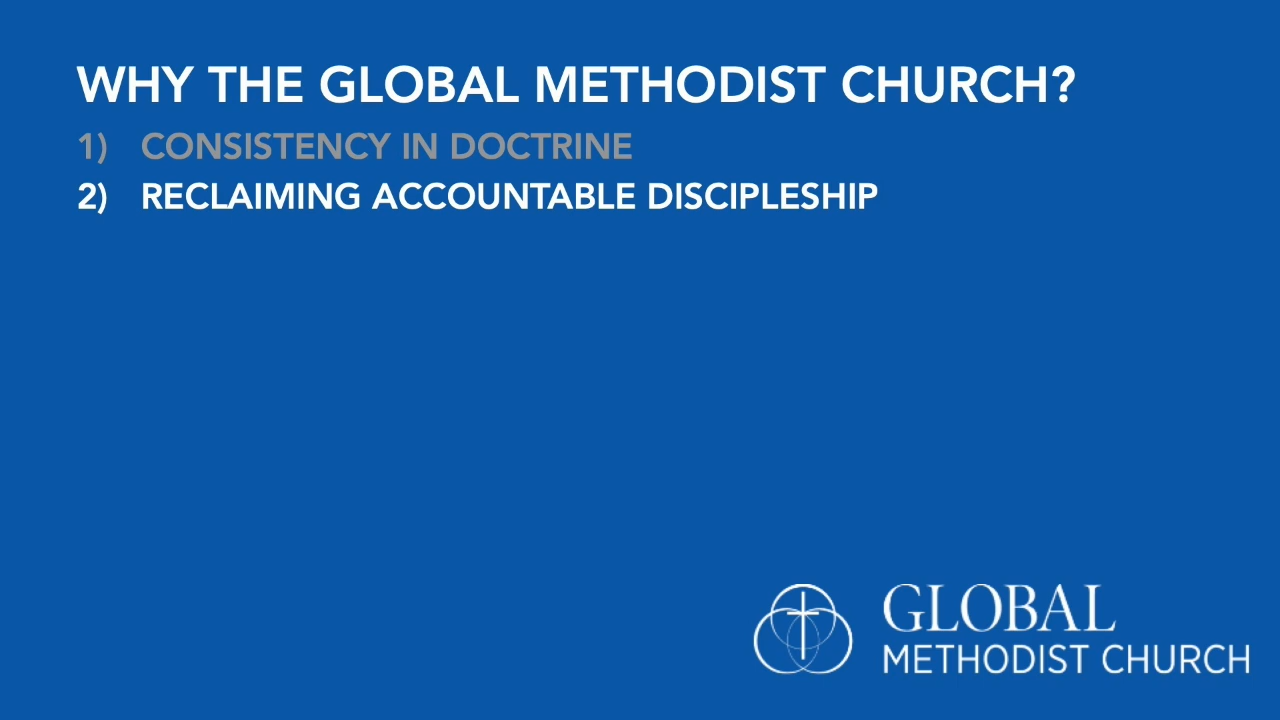 WHY THE GLOBAL METHODIST CHURCH?
1) CONSISTENCY IN DOCTRINE
2) RECLAIMING ACCOUNTABLE DISCIPLESHIP
GLOBAL
METHODIST CHURCH